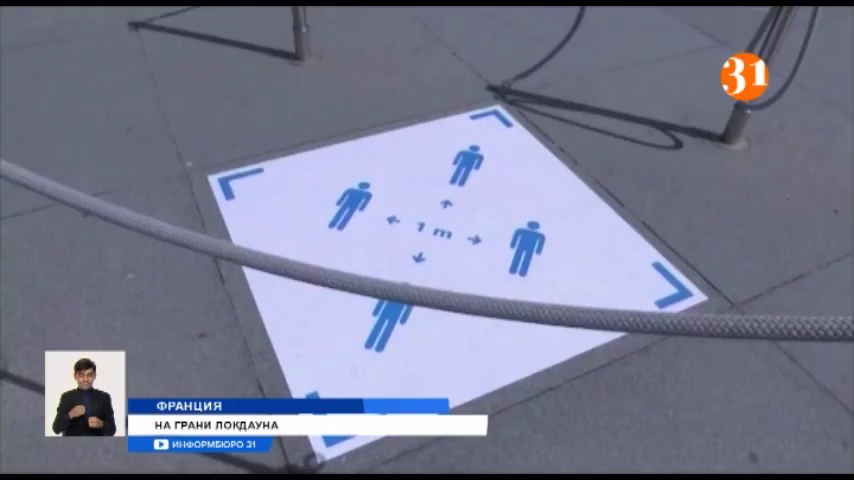 31
1 m
ФРАНЦИЯ
НА ГРАНИ ЛОКДАУНА
ИНФОРМБЮРО 31